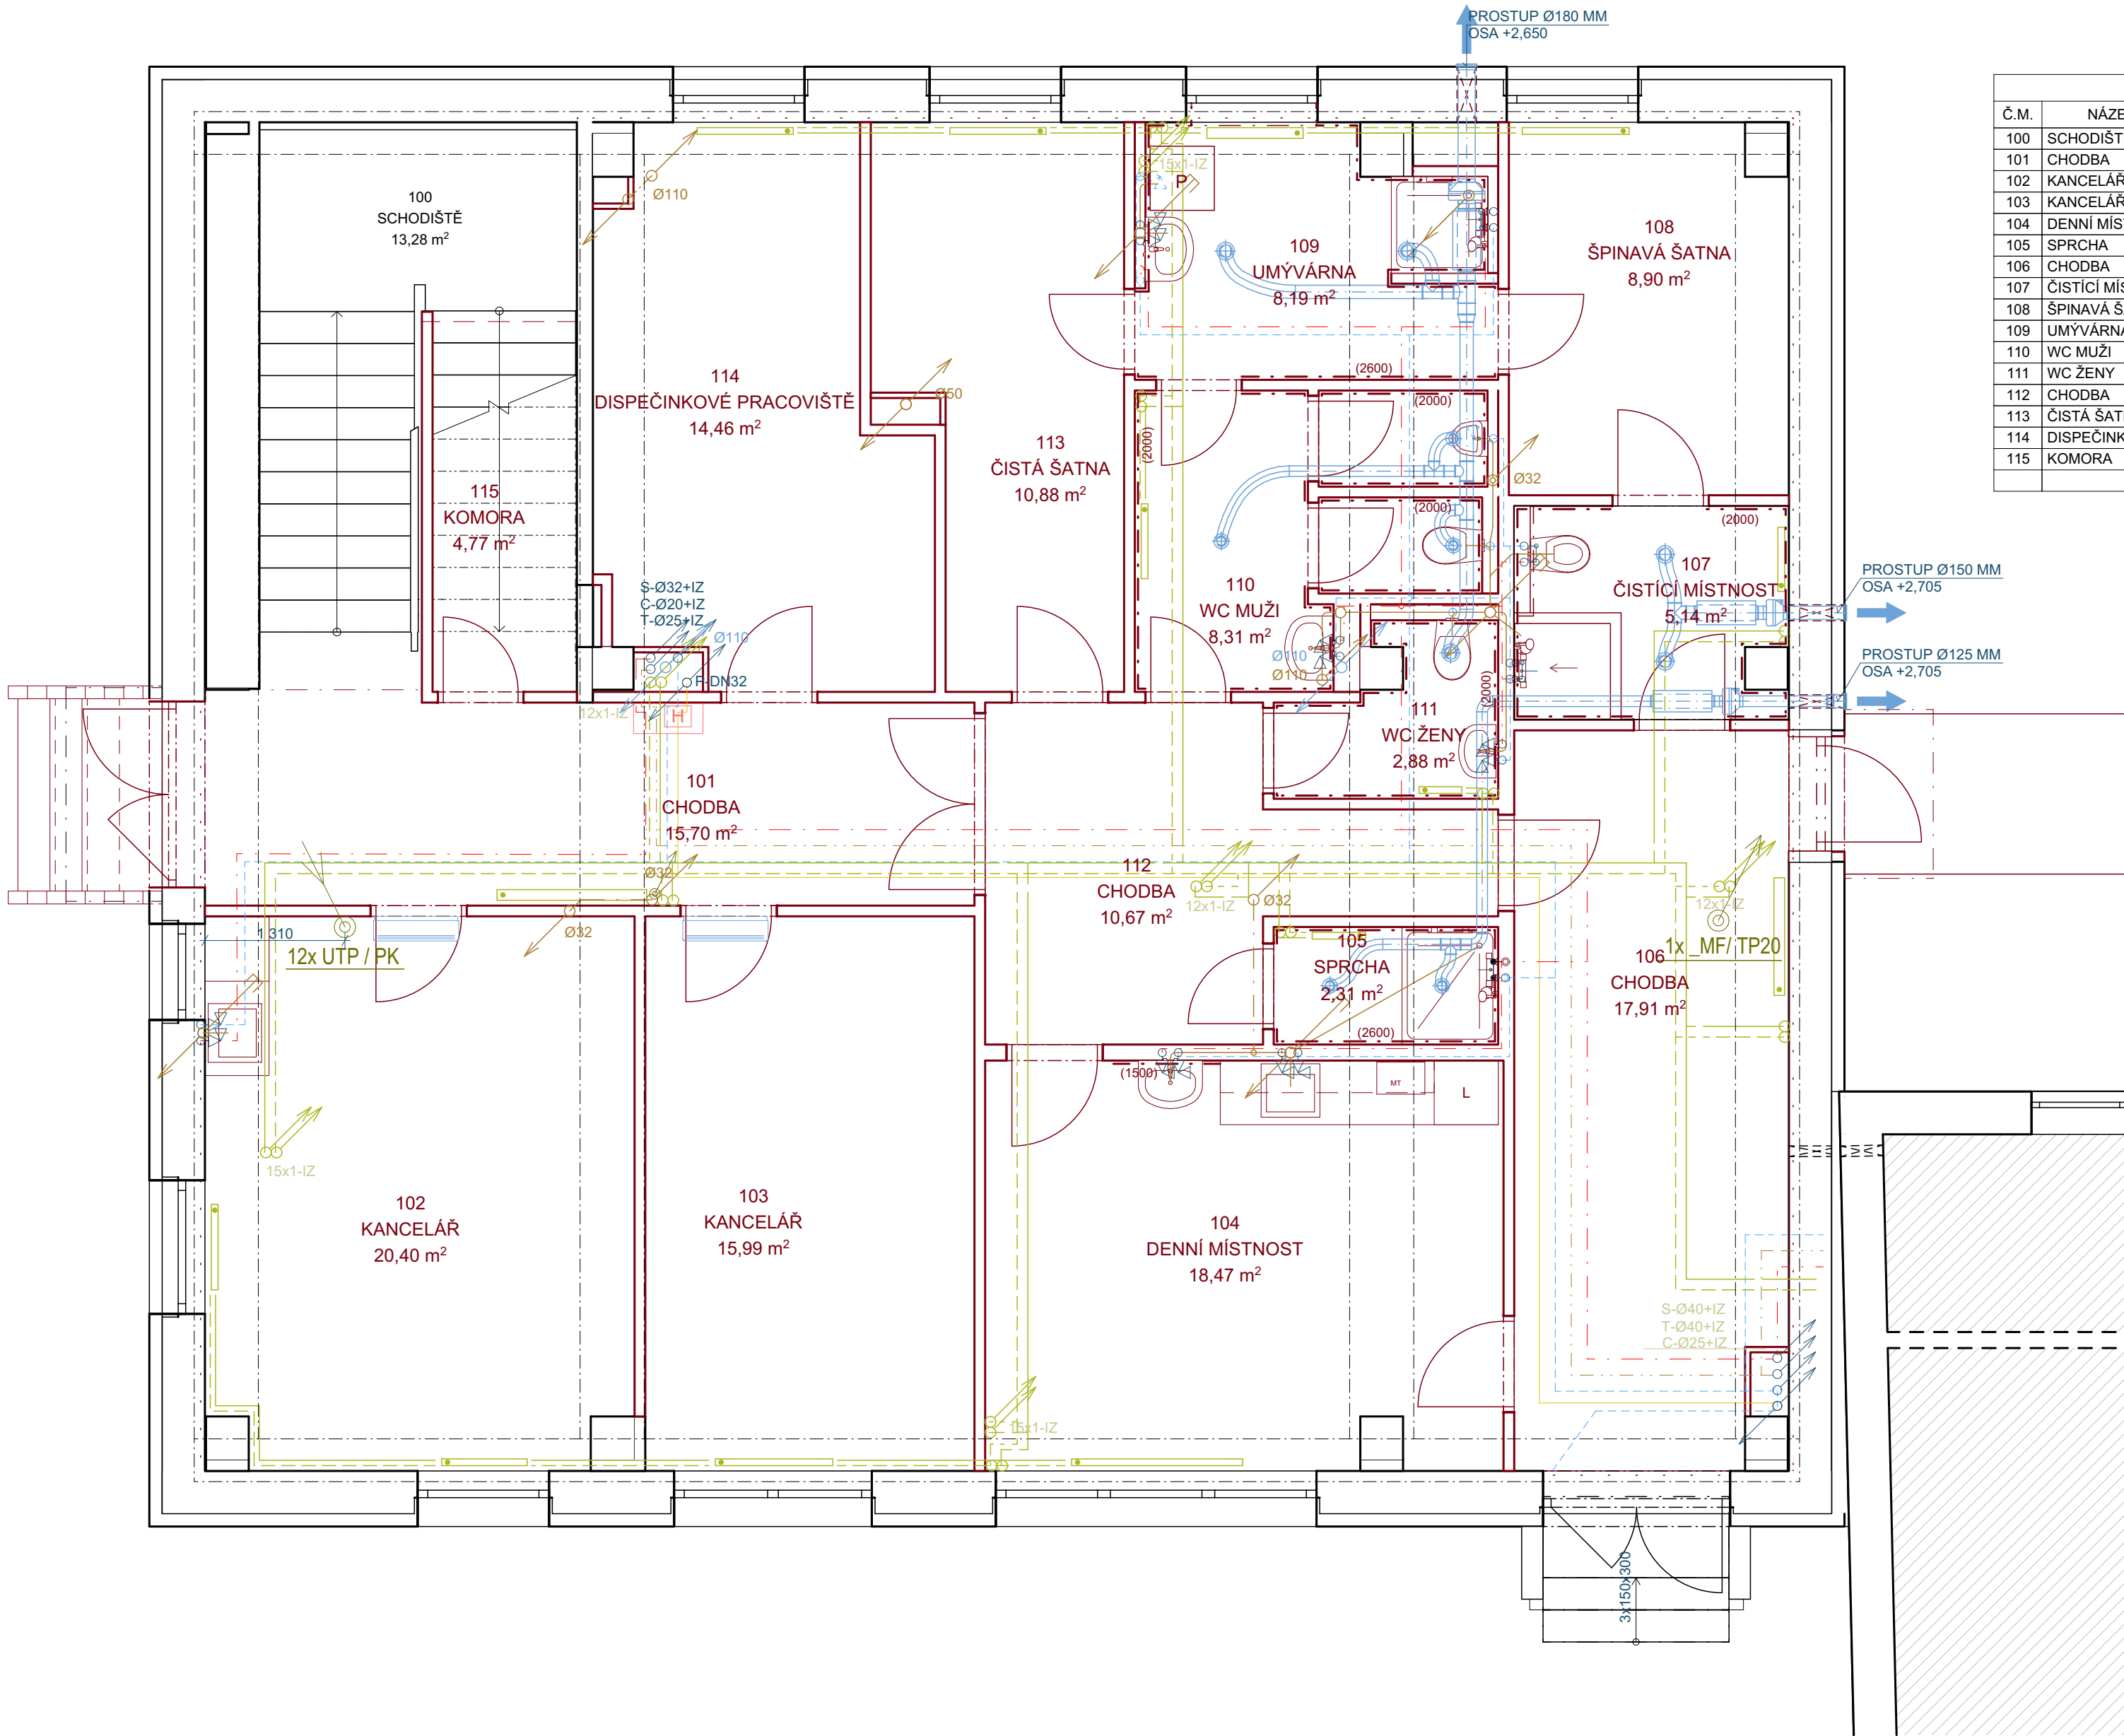 PROSTUP Ø180 MM
OSA +2,650
Č.M.
100 SCHODIŠT
101 CHODBA
102 KANCELÁŘ
103 KANCELÁŘ
104 DENNÍ MÍS
105 SPRCHA
106 CHODBA
107 ČISTÍCÍ MÍS
108 ŠPINAVÁ Š
109 UMÝVÁRNA
110 WC MUŽI
111 WC ŽENY
112 CHODBA
113 ČISTÁ ŠAT
114 DISPEČINK
115 KOMORA
NÁZE
100
SCHODIŠTĚ
13,28 m²
Ø110
15x1-IZ
P
109
UMÝVÁRNA
8,19 m²
(2600)
108
ŠPINAVÁ ŠATNA
8,90 m²
114
DISPEČINKOVÉ PRACOVIŠTĚ
14,46 m²
Ø50
113
ČISTÁ ŠATNA
10,88 m²
(2000)
(2000)
(2000)
Ø32
(2000)
115
KOMORA
4,77 m²
107
ČISTÍCÍ MÍSTNOST
5,14 m²
PROSTUP Ø150 MM
OSA +2,705
PROSTUP Ø125 MM
OSA +2,705
110
WC MUŽI
8,31 m²
S-Ø32+IZ
C-Ø20+IZ
T-Ø25+IZ
Ø110
P-DN32
12x1-IZ
H
Ø110
Ø110
(2000)
111
WC ŽENY
2,88 m²
101
CHODBA
15,70 m²
Ø32
Ø32
112
CHODBA
10,67 m²
12x1-IZ
Ø32
12x1-IZ
1x _MF/ TP20
1 310
12x UTP / PK
105
SPRCHA
2,31 m²
(2600)
106
CHODBA
17,91 m²
(1500)
MT
L
15x1-IZ
102
KANCELÁŘ
20,40 m²
103
KANCELÁŘ
15,99 m²
104
DENNÍ MÍSTNOST
18,47 m²
S-Ø40+IZ
T-Ø40+IZ
C-Ø25+IZ
15x1-IZ
3x150x300